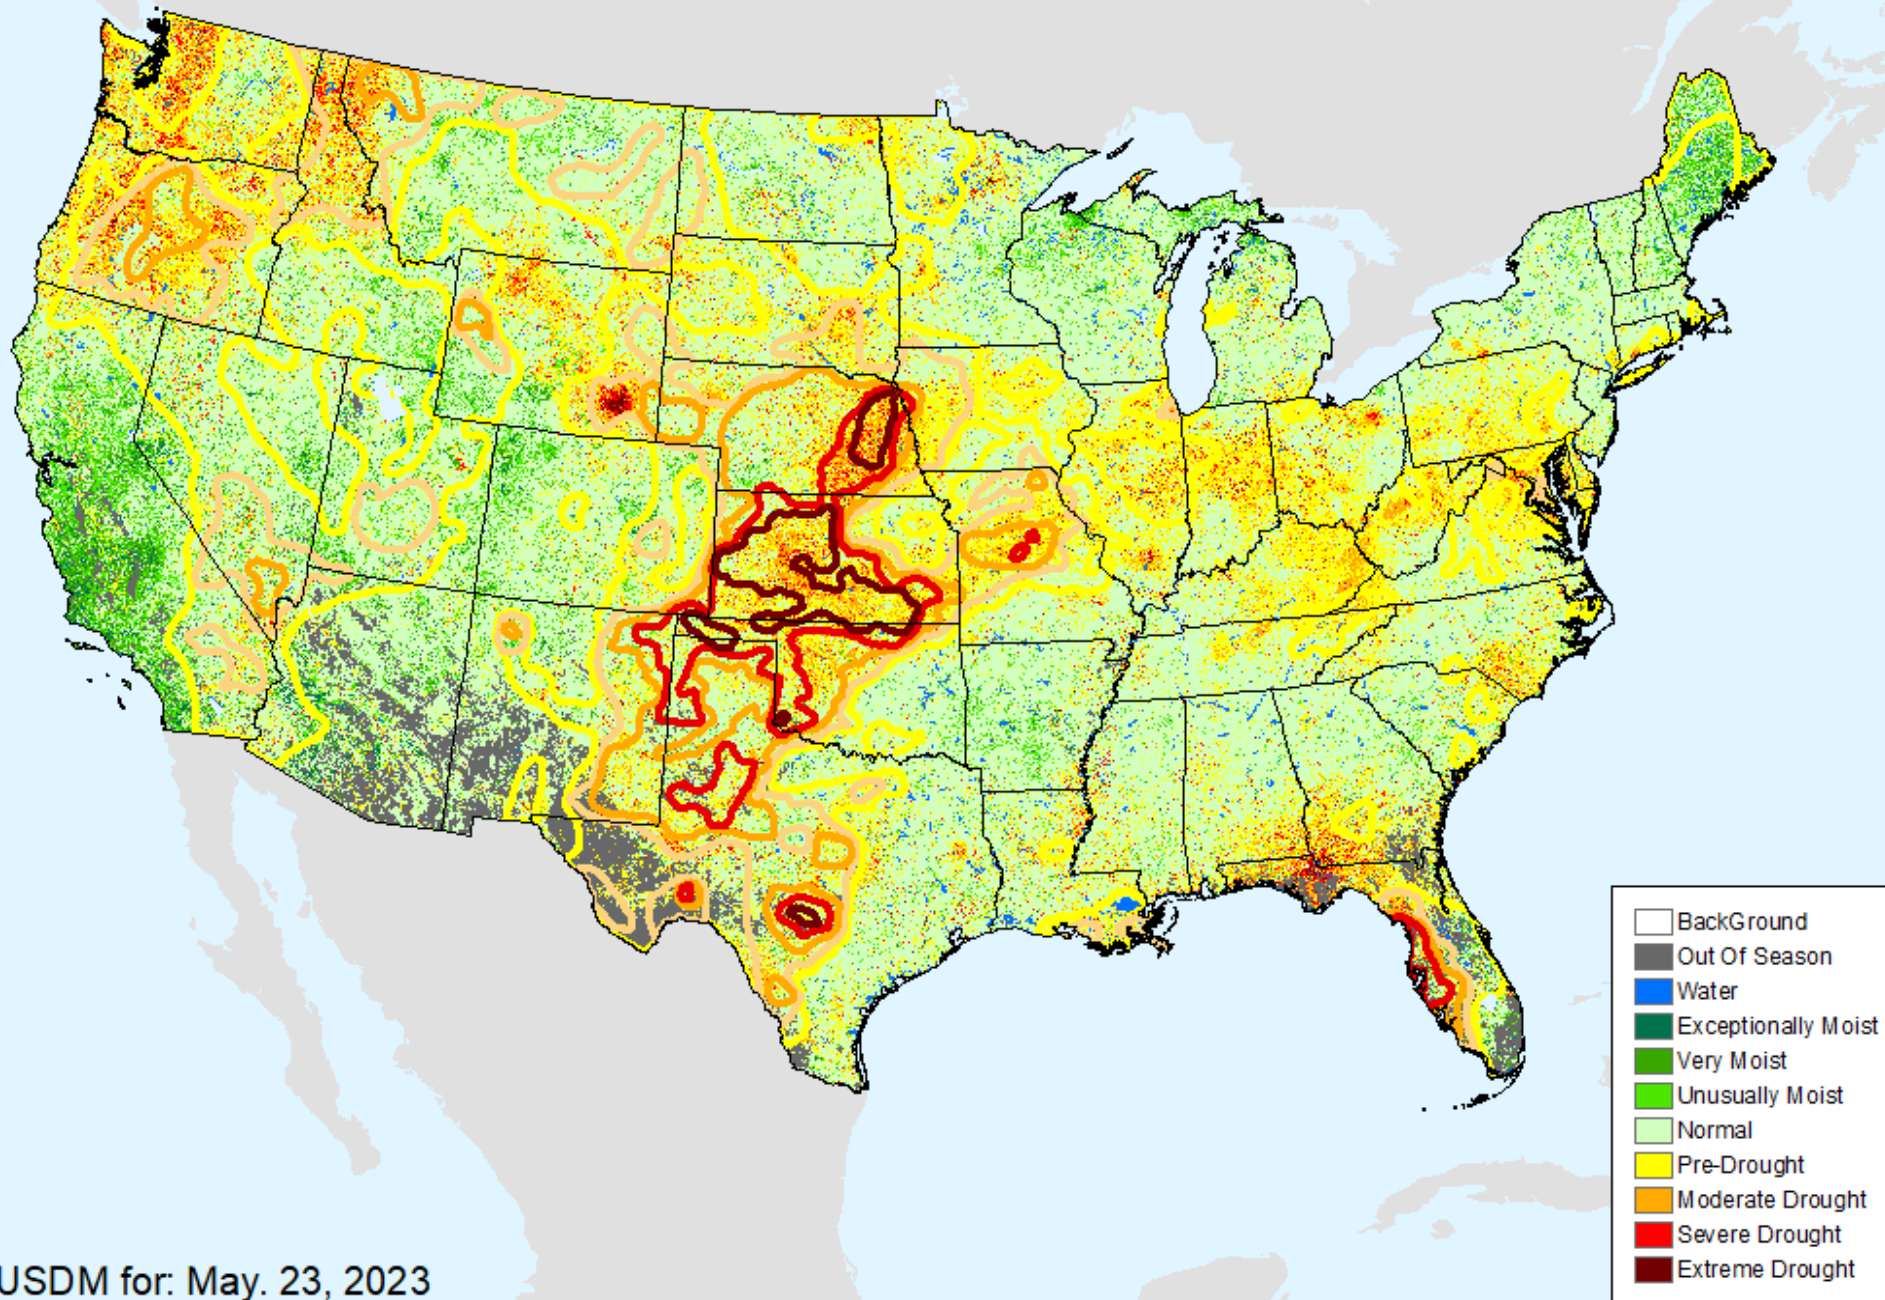 BackGround
Out Of Season
Water
Exceptionally Moist
Very Moist
Unusually Moist
Normal
Pre-Drought
Moderate Drought
Severe Drought
Extreme Drought
USDM for: May. 23, 2023